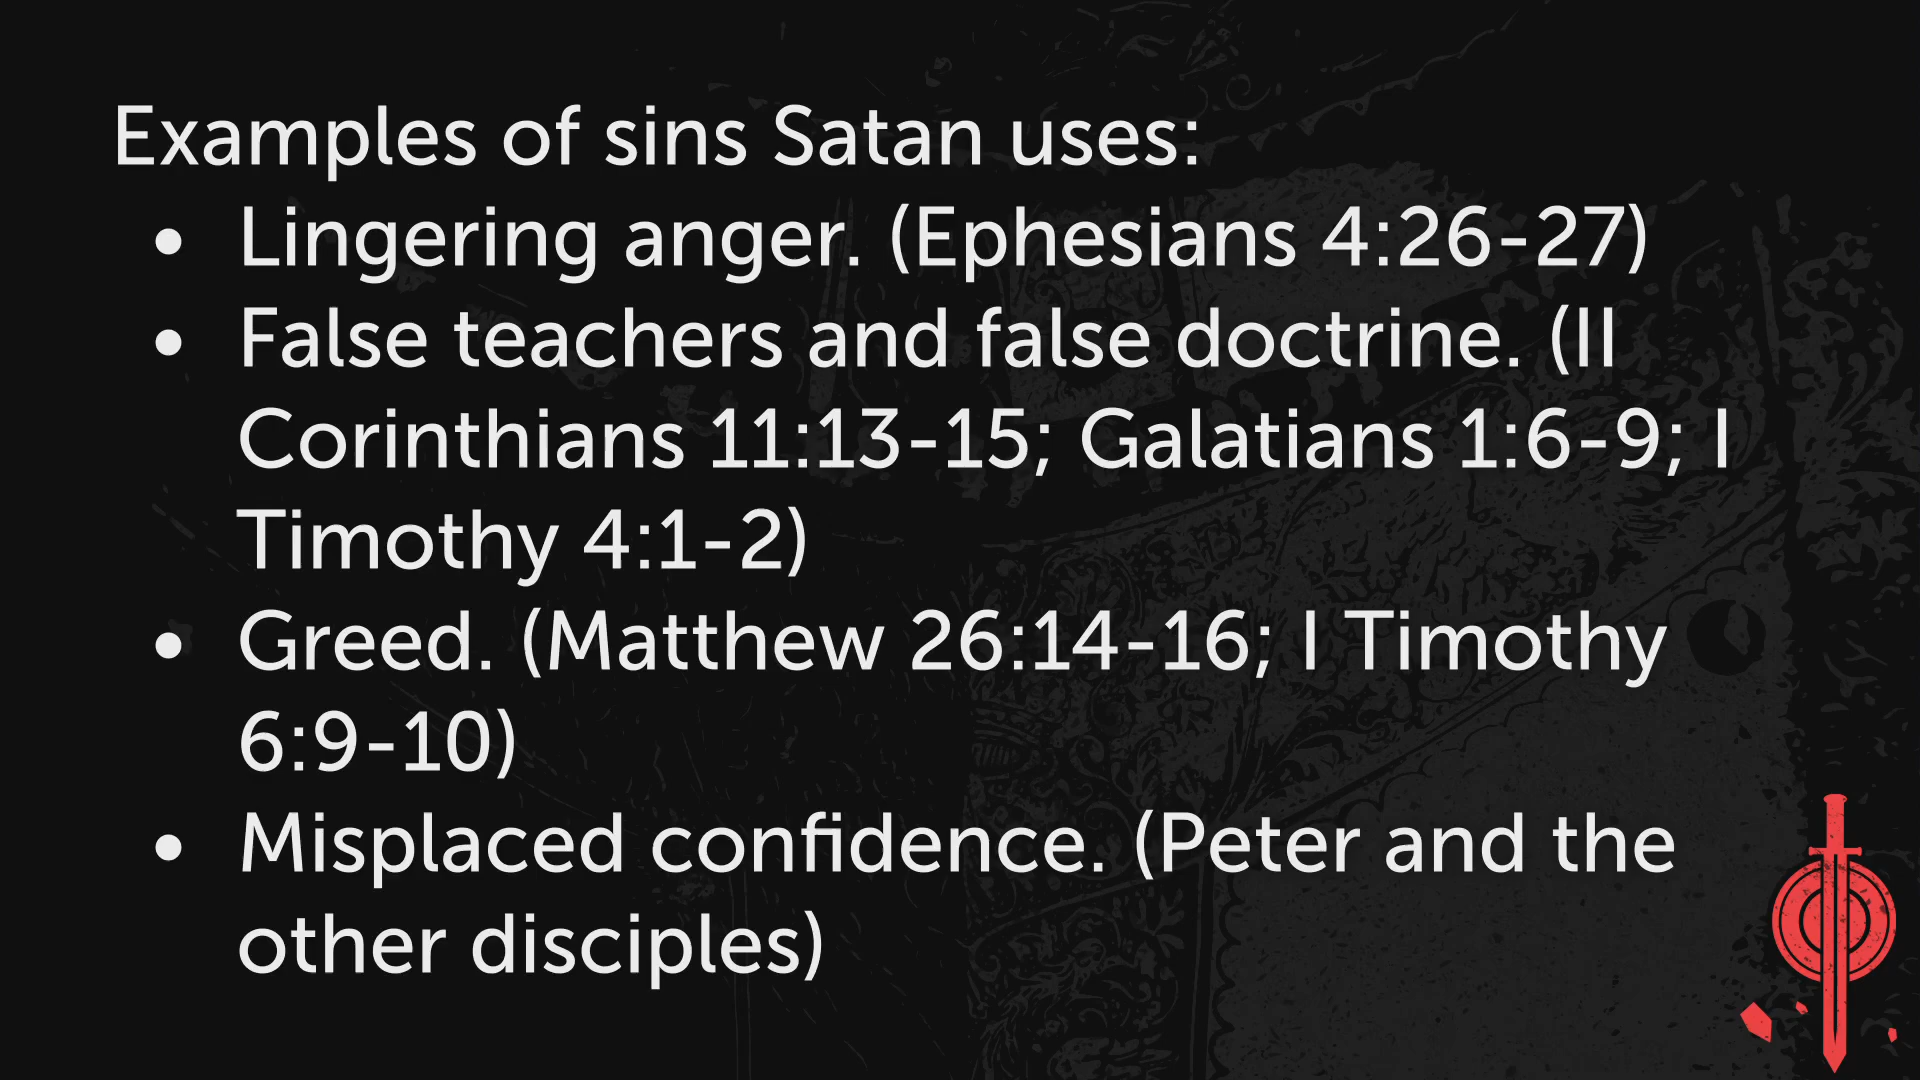 Examples of sins Satan uses:
• Lingering anger. (Ephesians 4:26-27)
• False teachers and false doctrine. (II
Corinthians 11:13-15; Galatians 1:6-9; I
Timothy 4:1-2)
• Greed. (Matthew 26:14-16; I Timothy
6:9-10)
• Misplaced confidence. (Peter and the
other disciples)